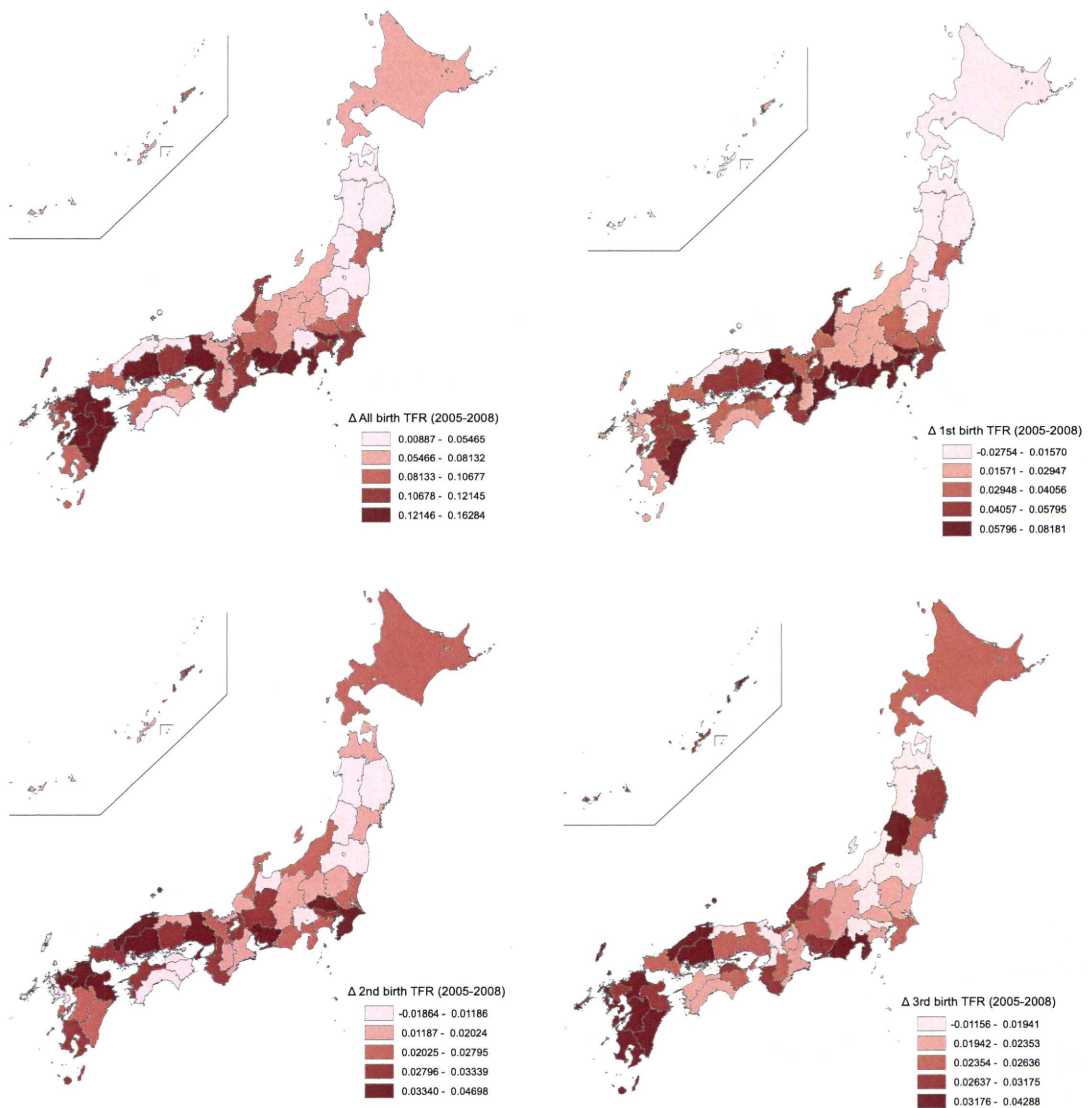 Δ All birth TFR (2005-2008)
0.00887 - 0.05465
0.05466 - 0.08132
0.08133 - 0.10677
0.10678 - 0.12145
0.12146 - 0.16284
Δ 1st birth TFR (2005-2008)
-0.02754 - 0.01570
0.01571 - 0.02947
0.02948 - 0.04056
0.04057 - 0.05795
0.05796 - 0.08181
Δ 2nd birth TFR (2005-2008)
-0.01864 - 0.01186
0.01187 - 0.02024
0.02025 - 0.02795
0.02796 - 0.03339
0.03340 - 0.04698
Δ 3rd birth TFR (2005-2008)
-0.01156 - 0.01941
0.01942 - 0.02353
0.02354 - 0.02636
0.02637 - 0.03175
0.03176 - 0.04288